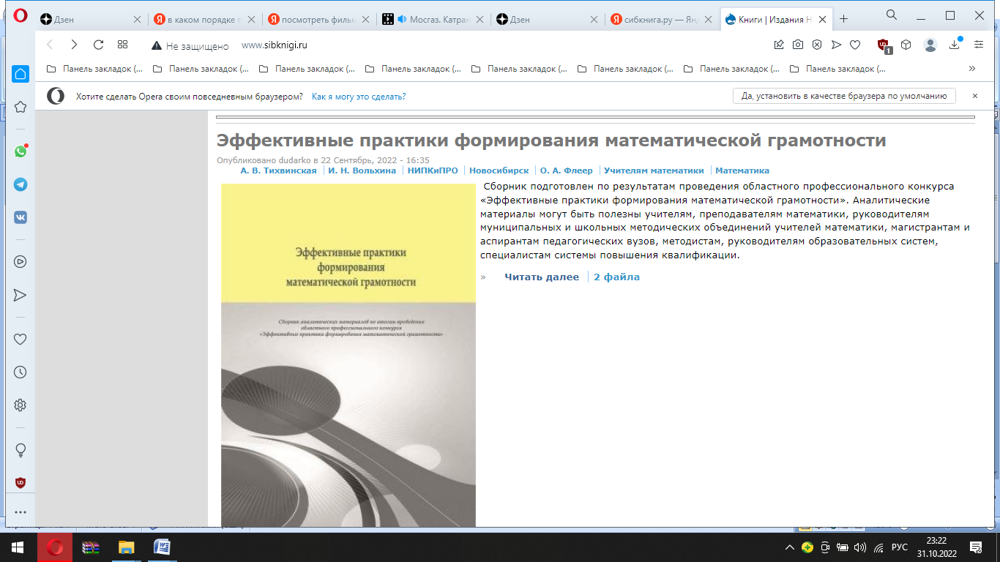 Дзен
в каком порядке п
посмотреть фильм
Мосгаз. Катран
Дзен
сибкнига.ру — Янд
Книги | Издания Н
Не защищено www.sibknigi.ru
1
Панель закладок (...
Панель закладок (...
Панель закладок (...
Панель закладок (...
Панель закладок (...
Панель закладок (...
Панель закладок (...
Панель закладок (...
Хотите сделать Opera своим повседневным браузером? Как я могу это сделать?
Да, установить в качестве браузера по умолчанию
Эффективные практики формирования математической грамотности
Опубликовано dudarko в 22 Сентябрь, 2022 - 16:35
А. В. Тихвинская И. Н. Вольхина НИПКиПРО Новосибирск О. А. Флеер Учителям математики Математика
Эффективные практики
формирования
математической грамотности
Сборник аналитических материалов по итогам проведения
областного профессионального конкурса
«Эффективные практики формирования математической грамотности»
Сборник подготовлен по результатам проведения областного профессионального конкурса
«Эффективные практики формирования математической грамотности». Аналитические
материалы могут быть полезны учителям, преподавателям математики, руководителям
муниципальных и школьных методических объединений учителей математики, магистрантам и
аспирантам педагогических вузов, методистам, руководителям образовательных систем,
специалистам системы повышения квалификации.
» Читать далее 2 файла
РУС
23:22
31.10.2022